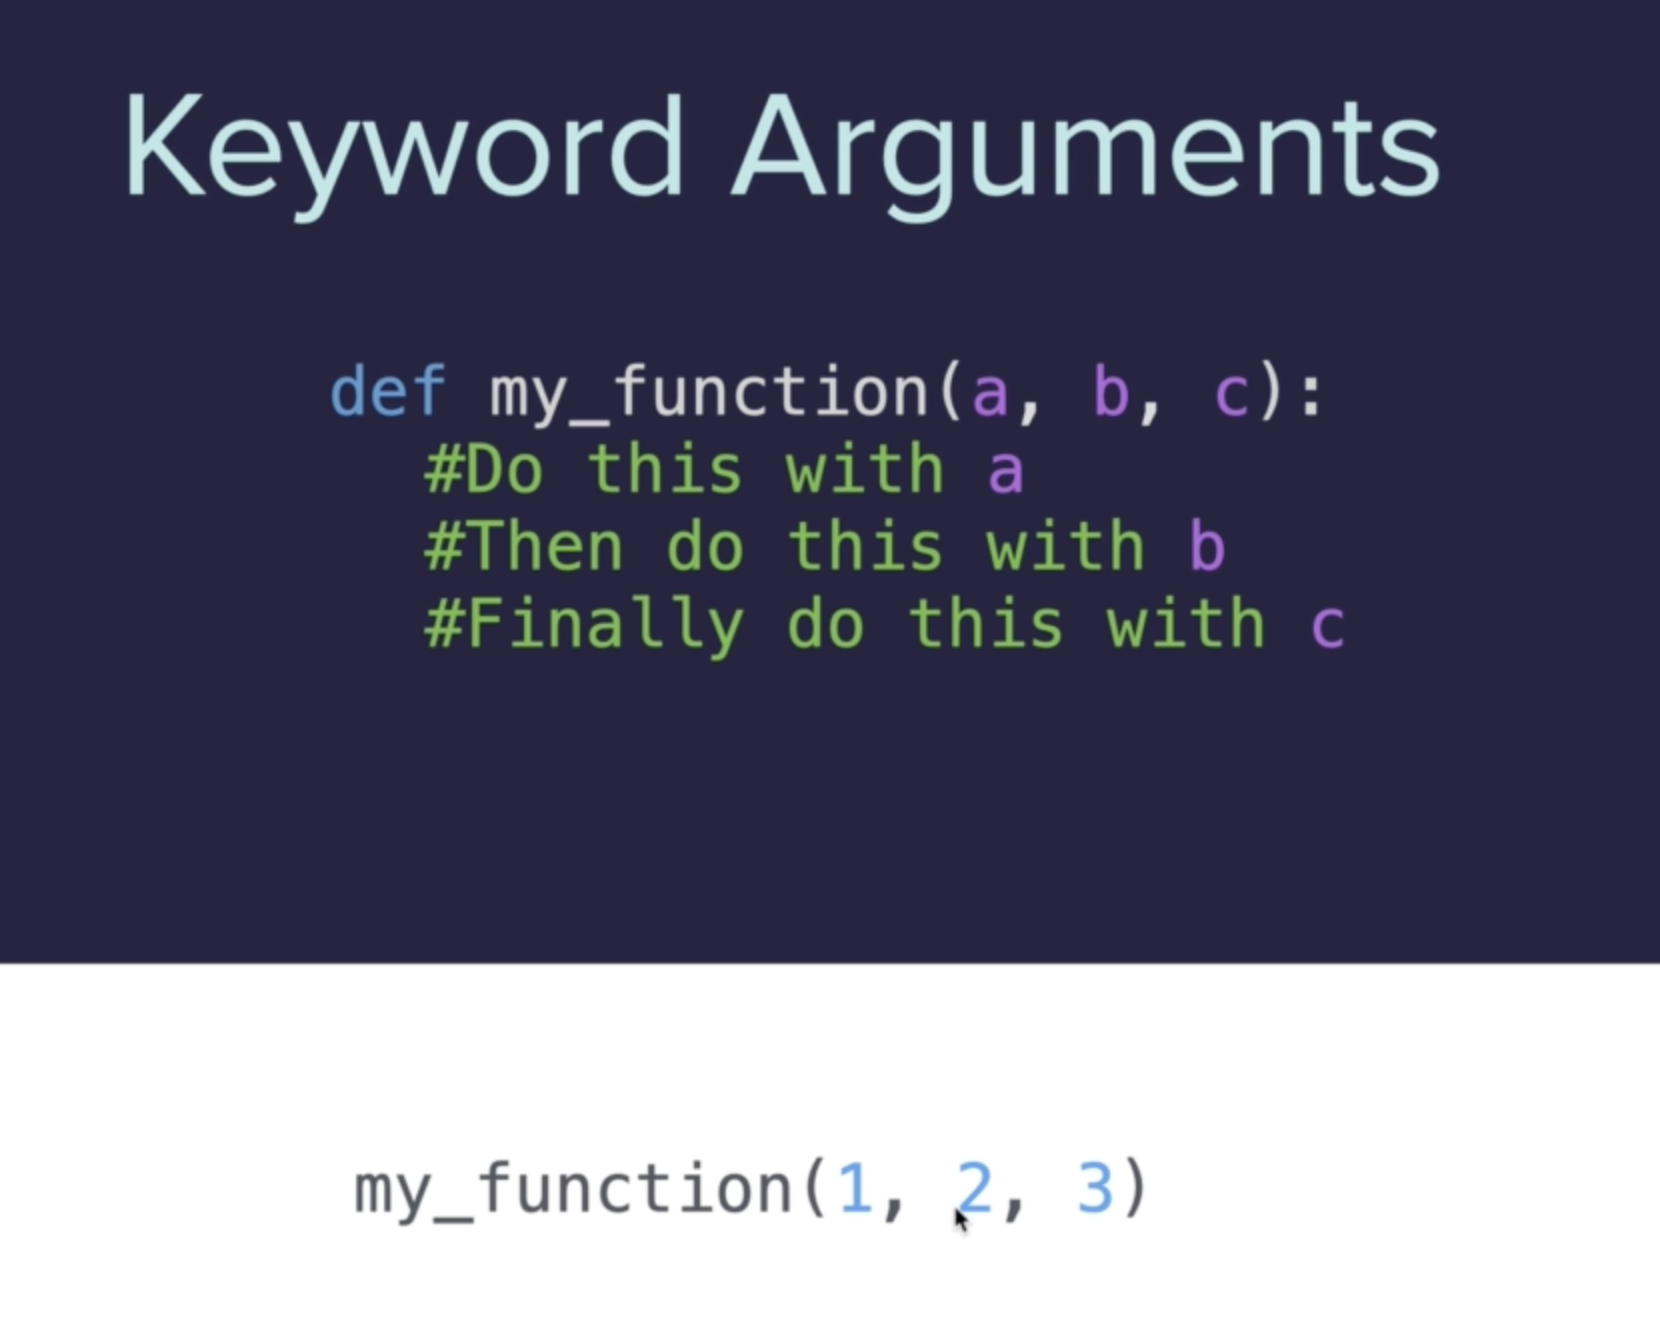 Keyword Arguments
def my_function(a, b, c):
#Do this with a
#Then do this with b
#Finally do this with c
my_function(1, 2, 3)